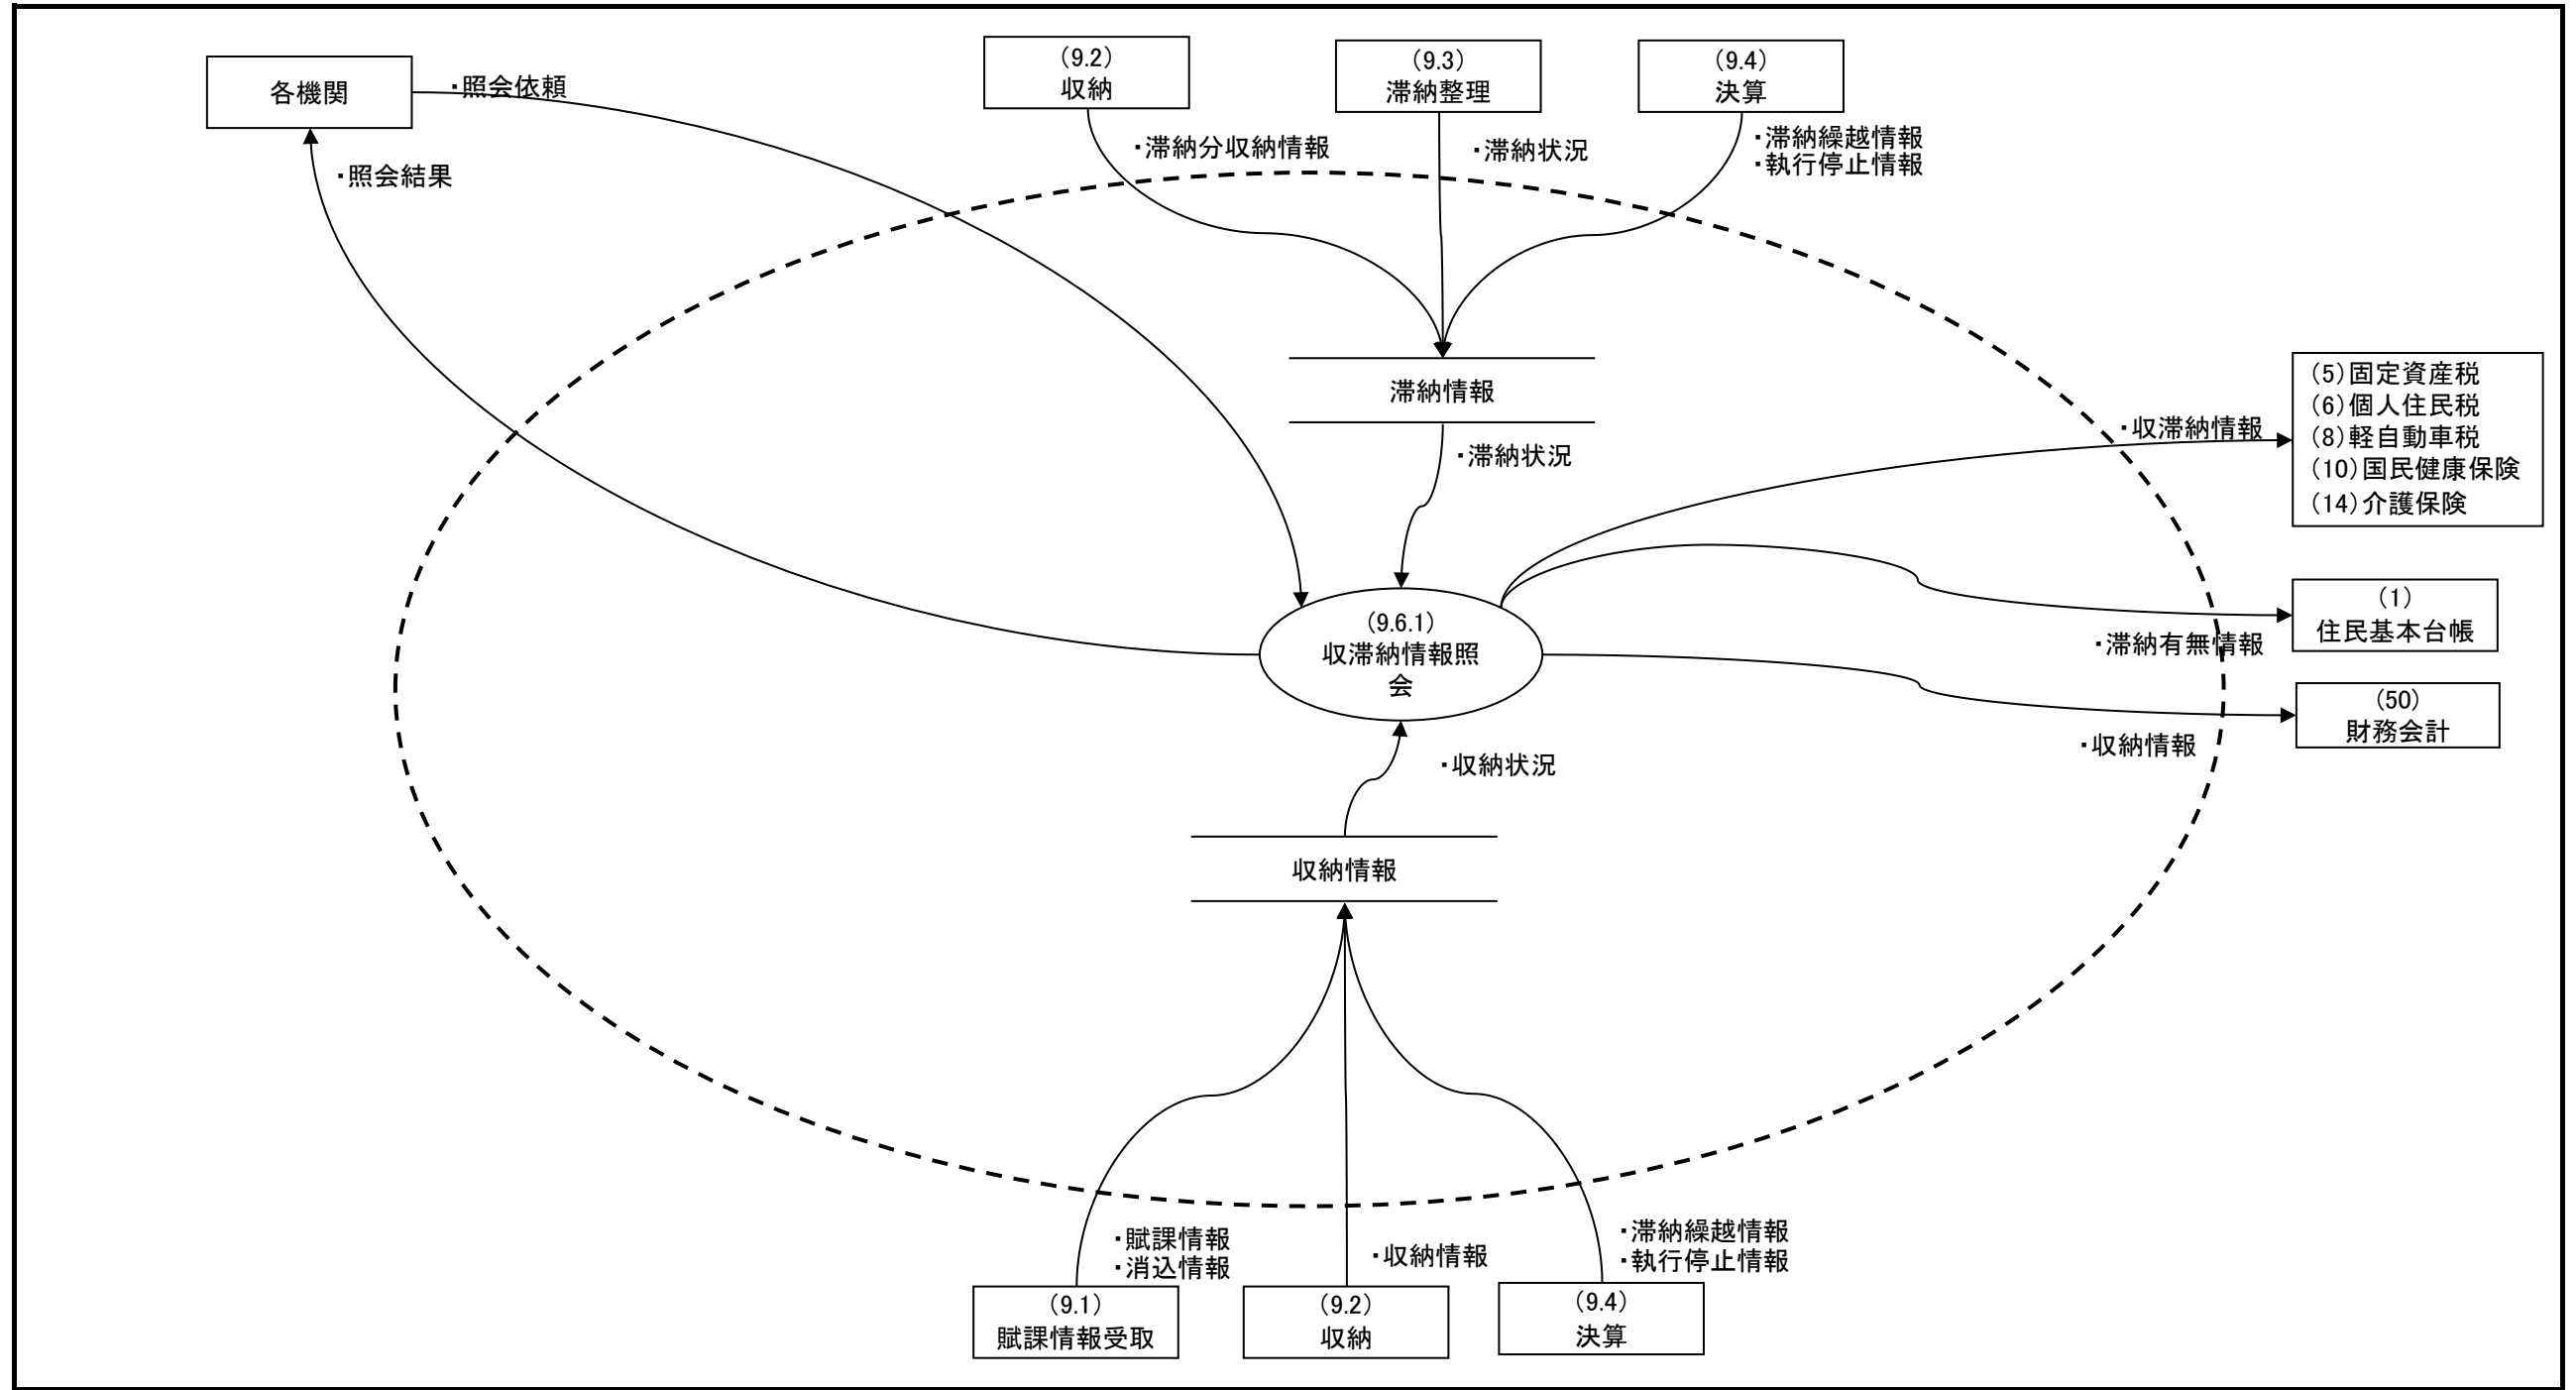 各機関
・照会依頼
・照会結果
（9.2）
収納
（9.3）
滞納整理
（9.4）
決算
・滞納分収納情報
・滞納状況
・滞納繰越情報
・執行停止情報
滞納情報
・滞納状況
・収滞納情報
（5）固定資産税
（6）個人住民税
（8）軽自動車税
（10）国民健康保険
（14）介護保険
（9.6.1）
収滞納情報照
会
（1）
住民基本台帳
・滞納有無情報
（50）
財務会計
・収納情報
・収納状況
収納情報
・賦課情報
・消込情報
・収納情報
・滞納繰越情報
・執行停止情報
（9.1）
賦課情報受取
（9.2）
収納
（9.4）
決算